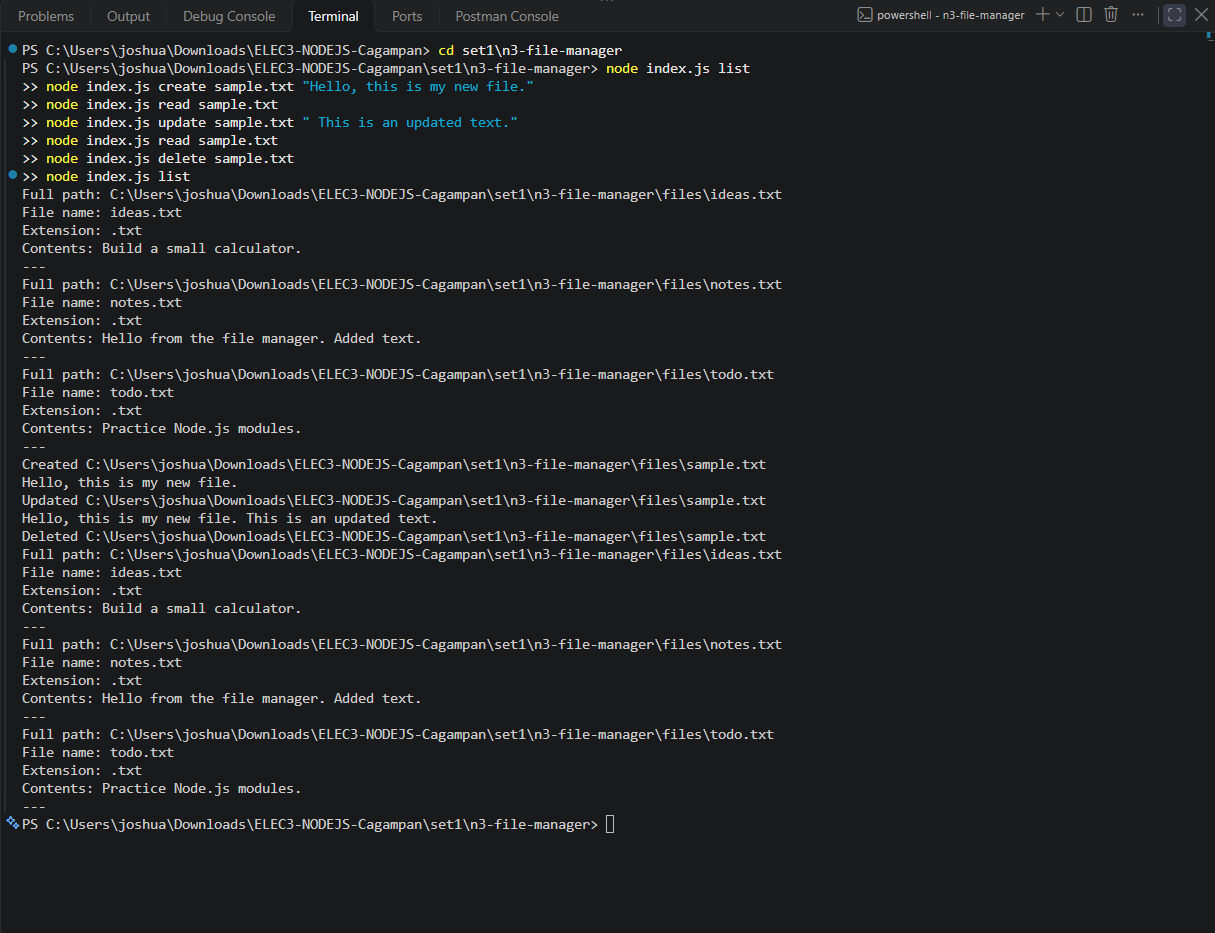 Problems Output Debug Console Terminal Ports Postman Console powershell - n3-file-manager
PS C:\Users\joshua\Downloads\ELEC3-NODEJS-Cagampan> cd set1\n3-file-manager
PS C:\Users\joshua\Downloads\ELEC3-NODEJS-Cagampan\set1\n3-file-manager> node index.js list
>> node index.js create sample.txt "Hello, this is my new file."
>> node index.js read sample.txt
>> node index.js update sample.txt " This is an updated text."
>> node index.js read sample.txt
>> node index.js delete sample.txt
>> node index.js list
Full path: C:\Users\joshua\Downloads\ELEC3-NODEJS-Cagampan\set1\n3-file-manager\files\ideas.txt
File name: ideas.txt
Extension: .txt
Contents: Build a small calculator.
---
Full path: C:\Users\joshua\Downloads\ELEC3-NODEJS-Cagampan\set1\n3-file-manager\files\notes.txt
File name: notes.txt
Extension: .txt
Contents: Hello from the file manager. Added text.
---
Full path: C:\Users\joshua\Downloads\ELEC3-NODEJS-Cagampan\set1\n3-file-manager\files\todo.txt
File name: todo.txt
Extension: .txt
Contents: Practice Node.js modules.
---
Created C:\Users\joshua\Downloads\ELEC3-NODEJS-Cagampan\set1\n3-file-manager\files\sample.txt
Hello, this is my new file.
Updated C:\Users\joshua\Downloads\ELEC3-NODEJS-Cagampan\set1\n3-file-manager\files\sample.txt
Hello, this is my new file. This is an updated text.
Deleted C:\Users\joshua\Downloads\ELEC3-NODEJS-Cagampan\set1\n3-file-manager\files\sample.txt
Full path: C:\Users\joshua\Downloads\ELEC3-NODEJS-Cagampan\set1\n3-file-manager\files\ideas.txt
File name: ideas.txt
Extension: .txt
Contents: Build a small calculator.
---
Full path: C:\Users\joshua\Downloads\ELEC3-NODEJS-Cagampan\set1\n3-file-manager\files\notes.txt
File name: notes.txt
Extension: .txt
Contents: Hello from the file manager. Added text.
---
Full path: C:\Users\joshua\Downloads\ELEC3-NODEJS-Cagampan\set1\n3-file-manager\files\todo.txt
File name: todo.txt
Extension: .txt
Contents: Practice Node.js modules.
---
PS C:\Users\joshua\Downloads\ELEC3-NODEJS-Cagampan\set1\n3-file-manager>